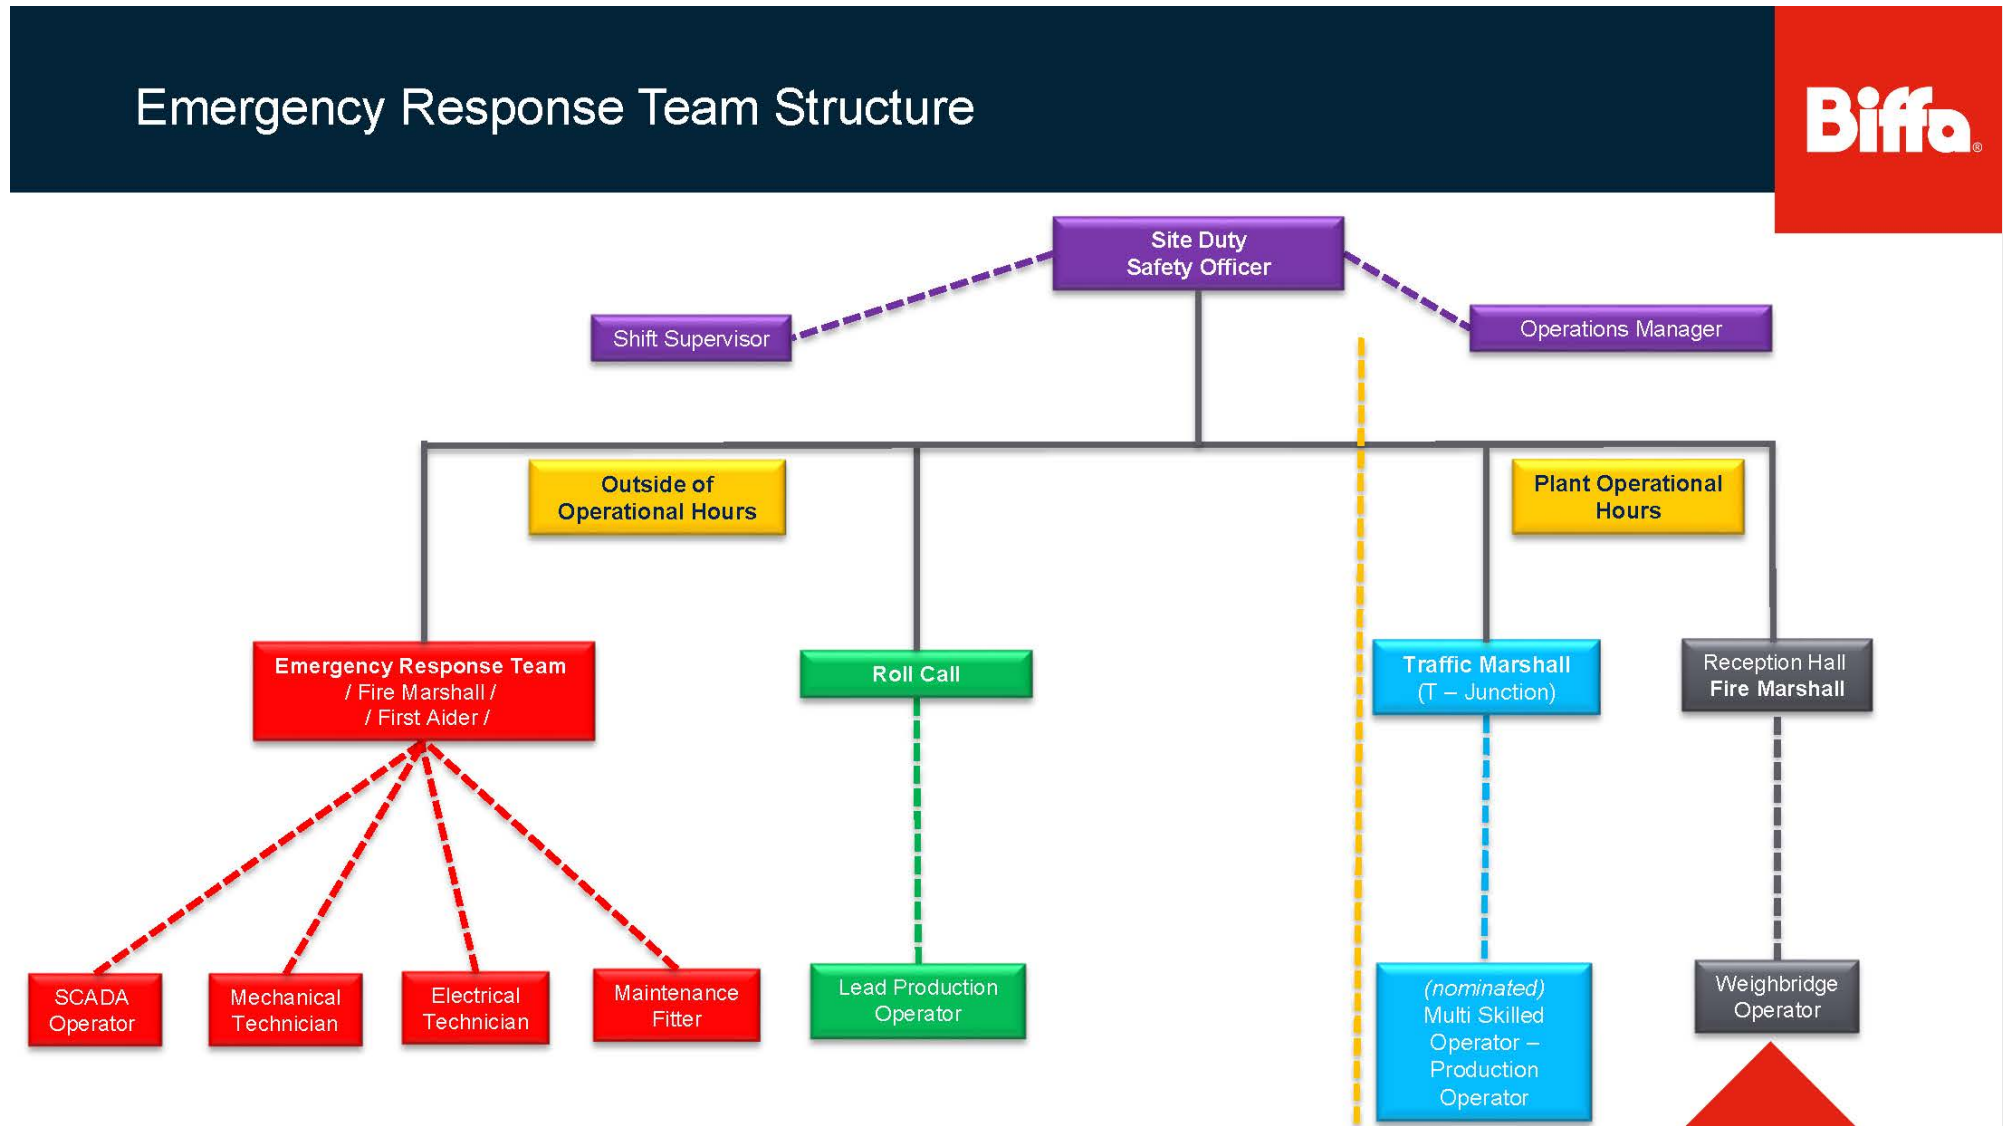 Emergency Response Team Structure
Biffa®
Site Duty
Safety Officer
Shift Supervisor
Operations Manager
Outside of
Operational Hours
Plant Operational
Hours
Emergency Response Team
/ Fire Marshall /
/ First Aider /
Roll Call
Traffic Marshall
(T – Junction)
Reception Hall
Fire Marshall
SCADA
Operator
Mechanical
Technician
Electrical
Technician
Maintenance
Fitter
Lead Production
Operator
(nominated)
Multi Skilled
Operator –
Production
Operator
Weighbridge
Operator